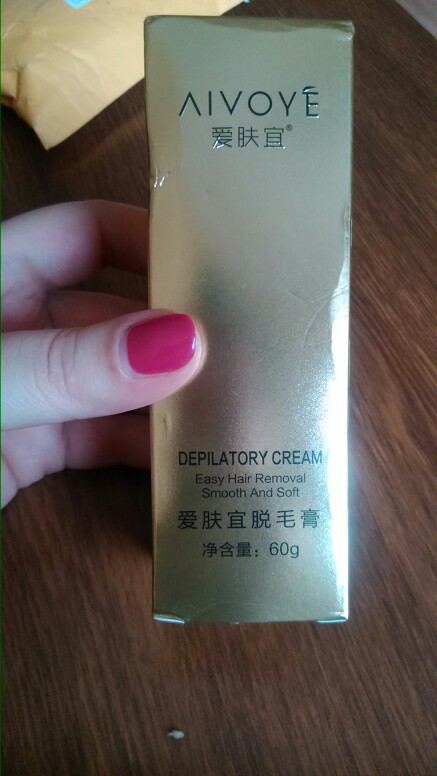 AIVOYĒ
爱肤宜®
DEPILATORY CREAM
Easy Hair Removal
Smooth And Soft
爱肤宜脱毛膏
净含量：60g